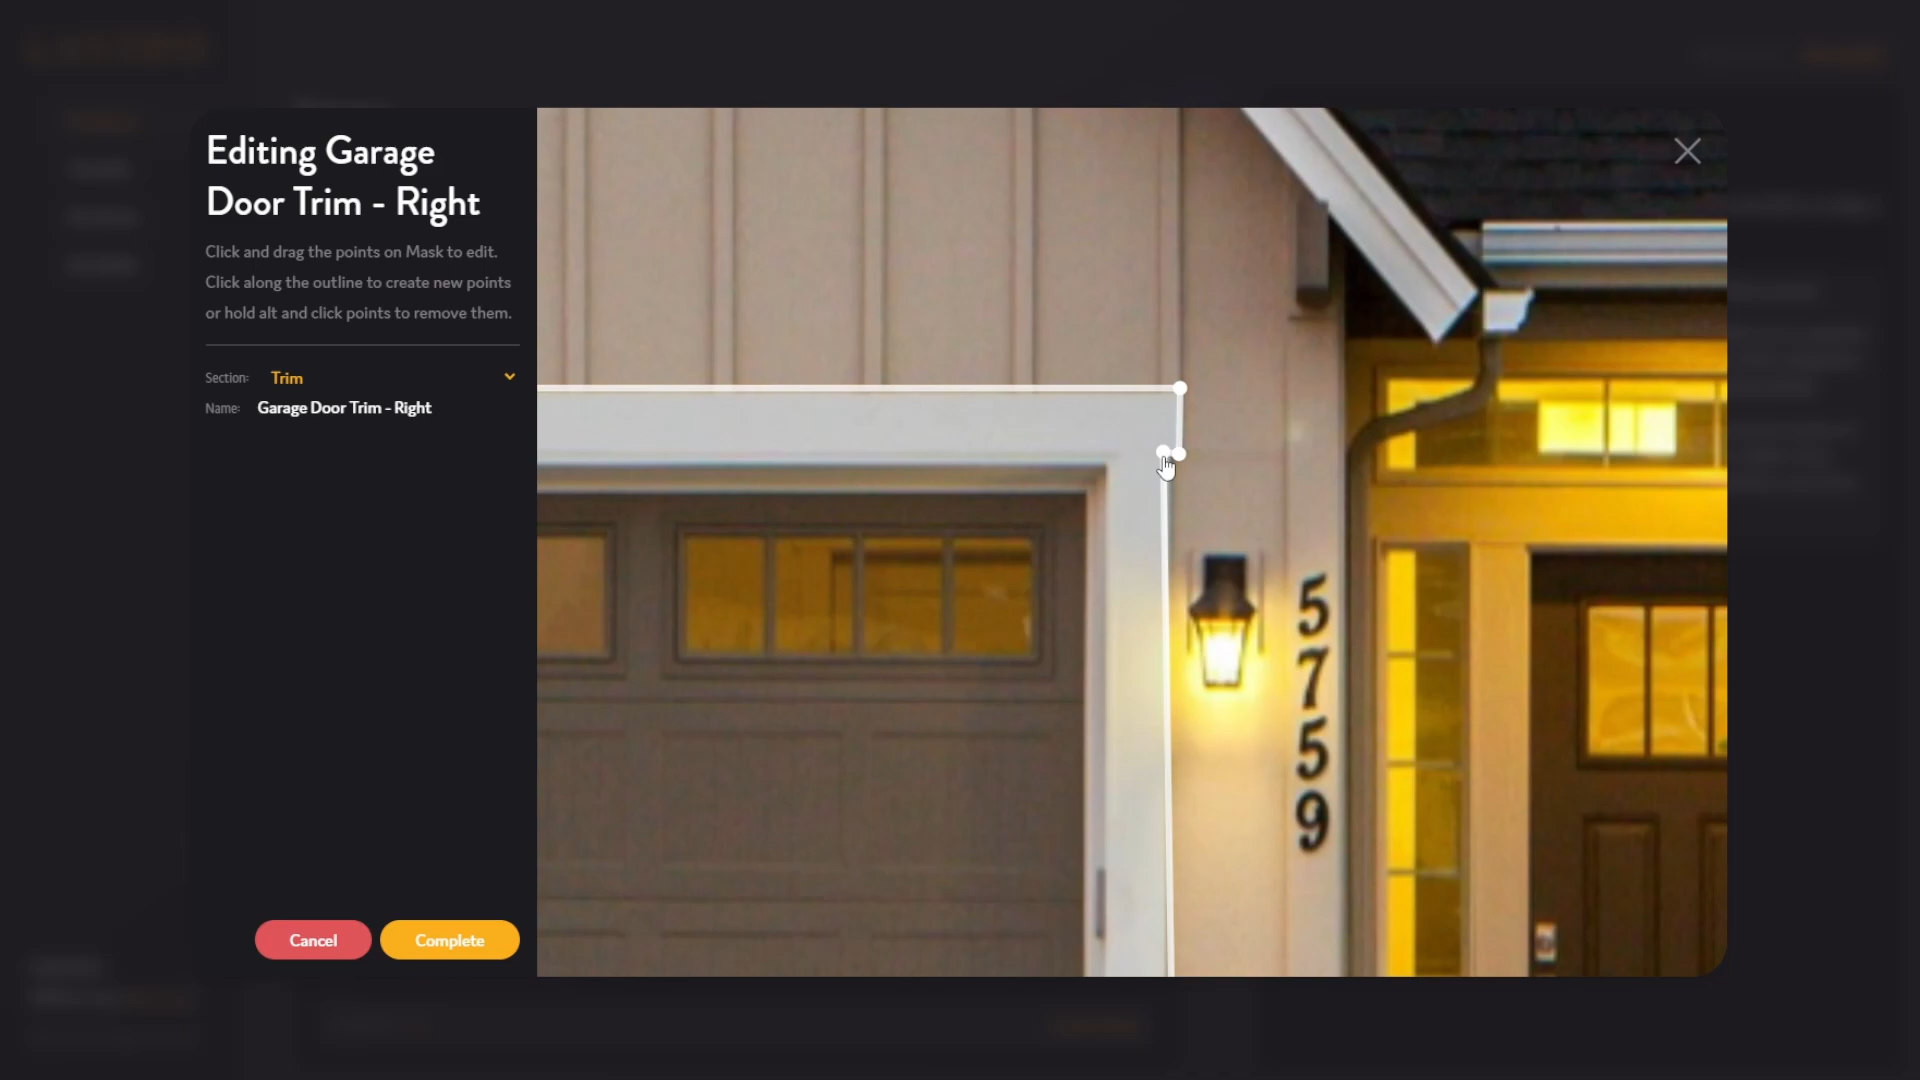 Editing Garage
Door Trim - Right
Click and drag the points on Mask to edit.
Click along the outline to create new points
or hold alt and click points to remove them.
Section: Trim
Name: Garage Door Trim - Right
5
7
5
9
Cancel
Complete